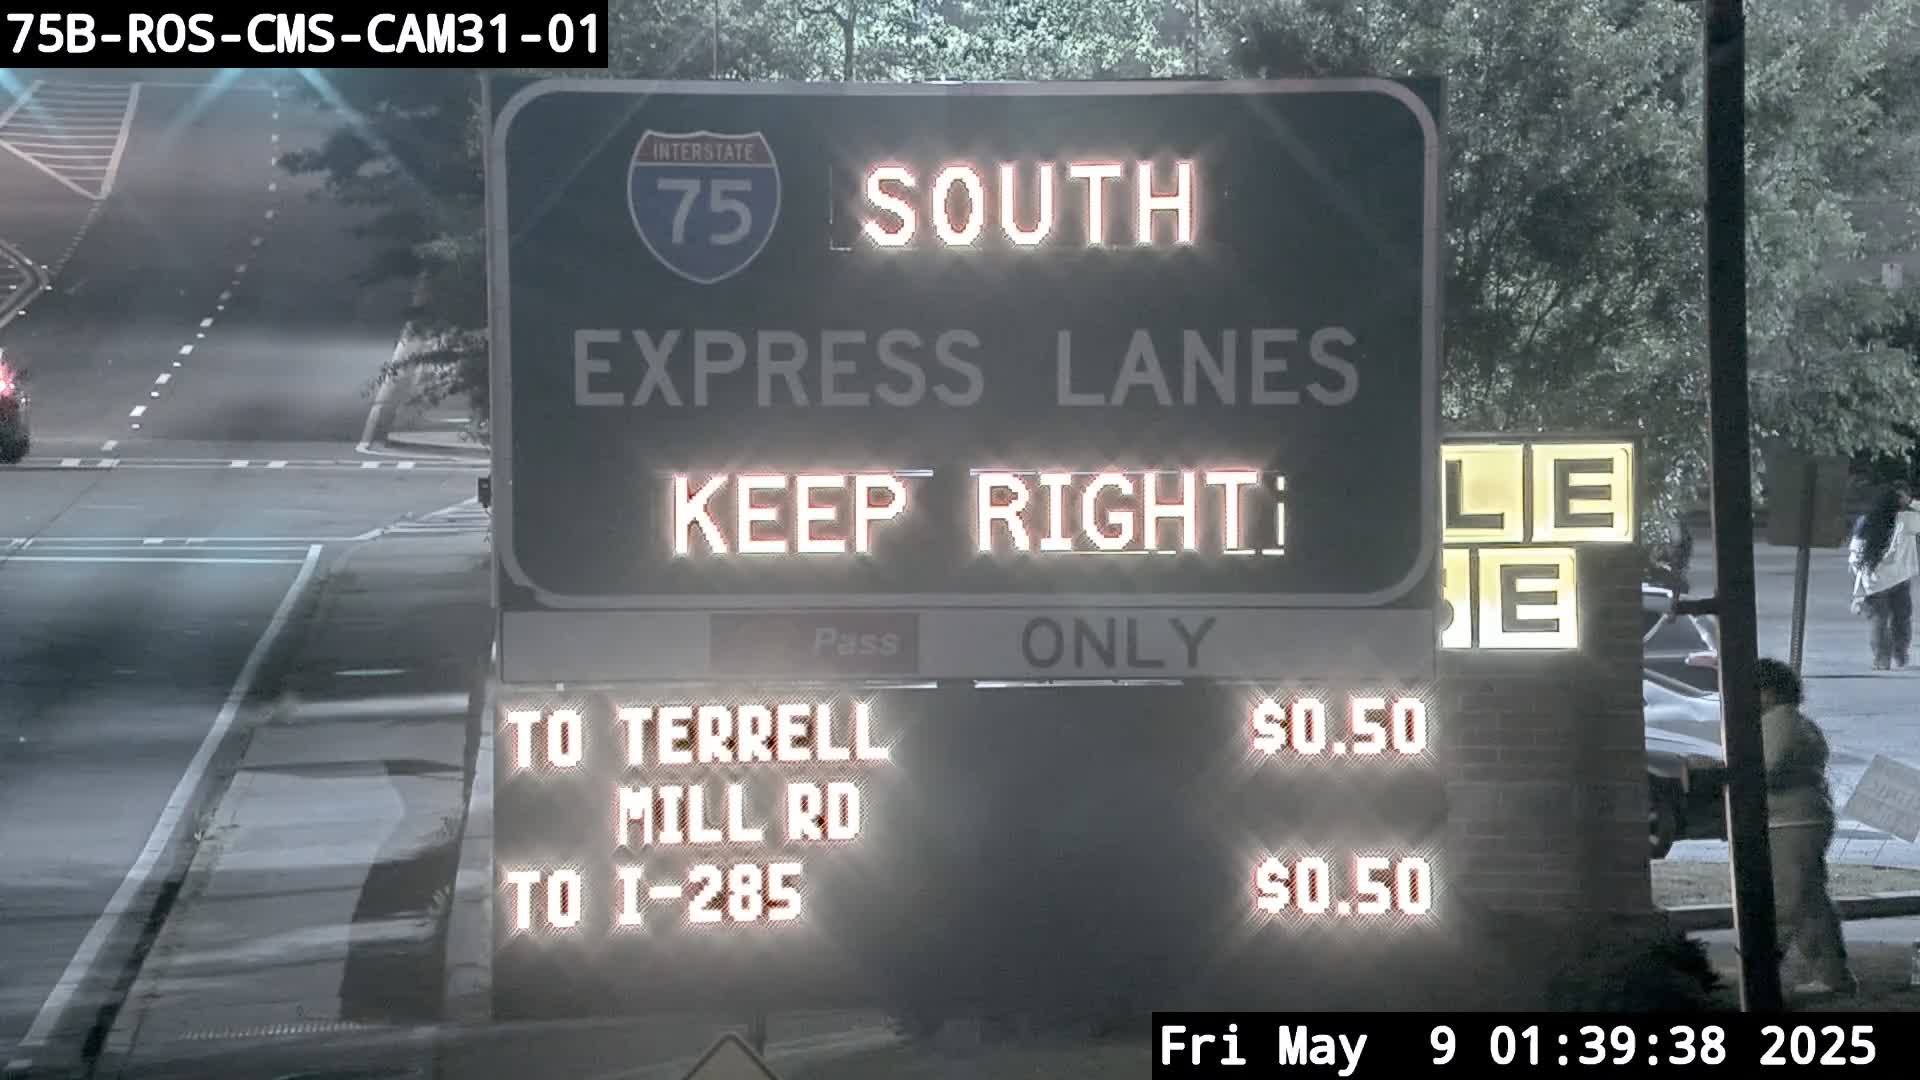 75B-ROS-CMS-CAM31-01
INTERSTATE
75
SOUTH
EXPRESS LANES
KEEP RIGHT
Pass ONLY
TO TERRELL $0.50
MILL RD
TO I-285 $0.50
LE
E
Fri May 9 01:39:38 2025